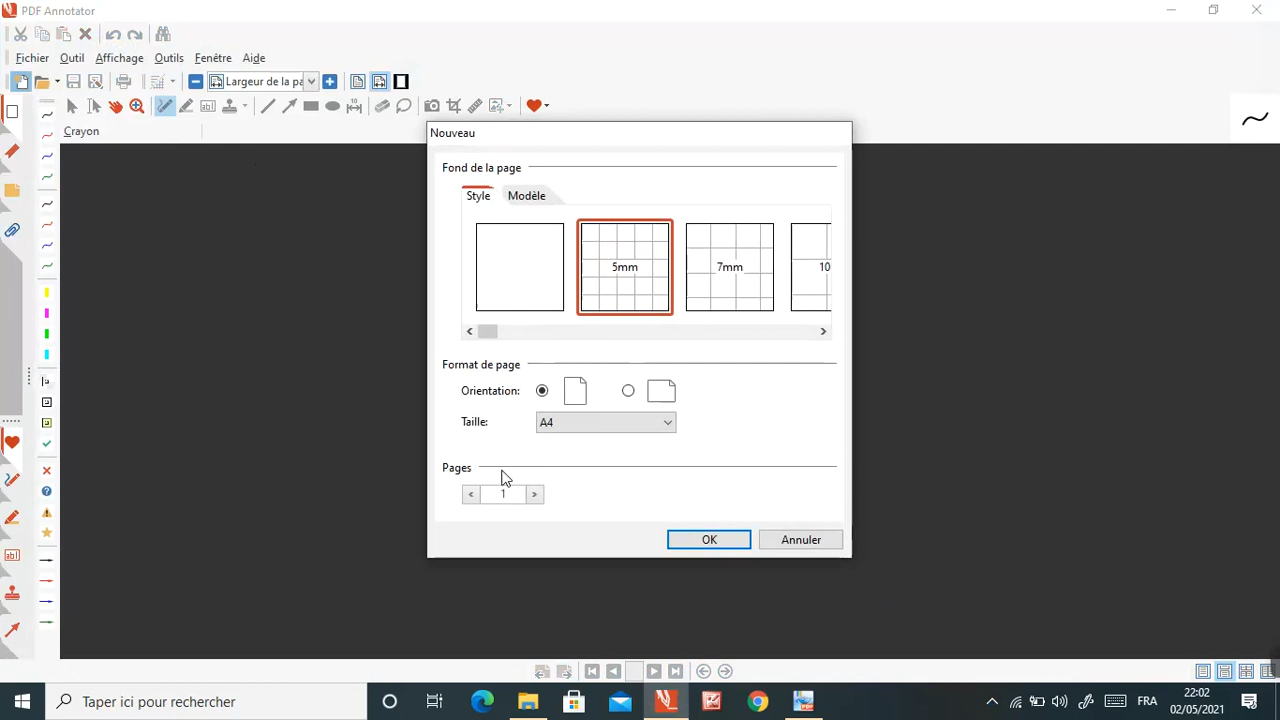 PDF Annotator
Fichier Outil Affichage Outils Fenêtre Aide
Largeur de la pa
10
Crayon
Nouveau
Fond de la page
Style Modèle
5mm 7mm 10
Format de page
Orientation:
Taille: A4
Pages
< 1 >
OK Annuler
Taper ici pour rechercher
FRA
22:02
02/05/2021